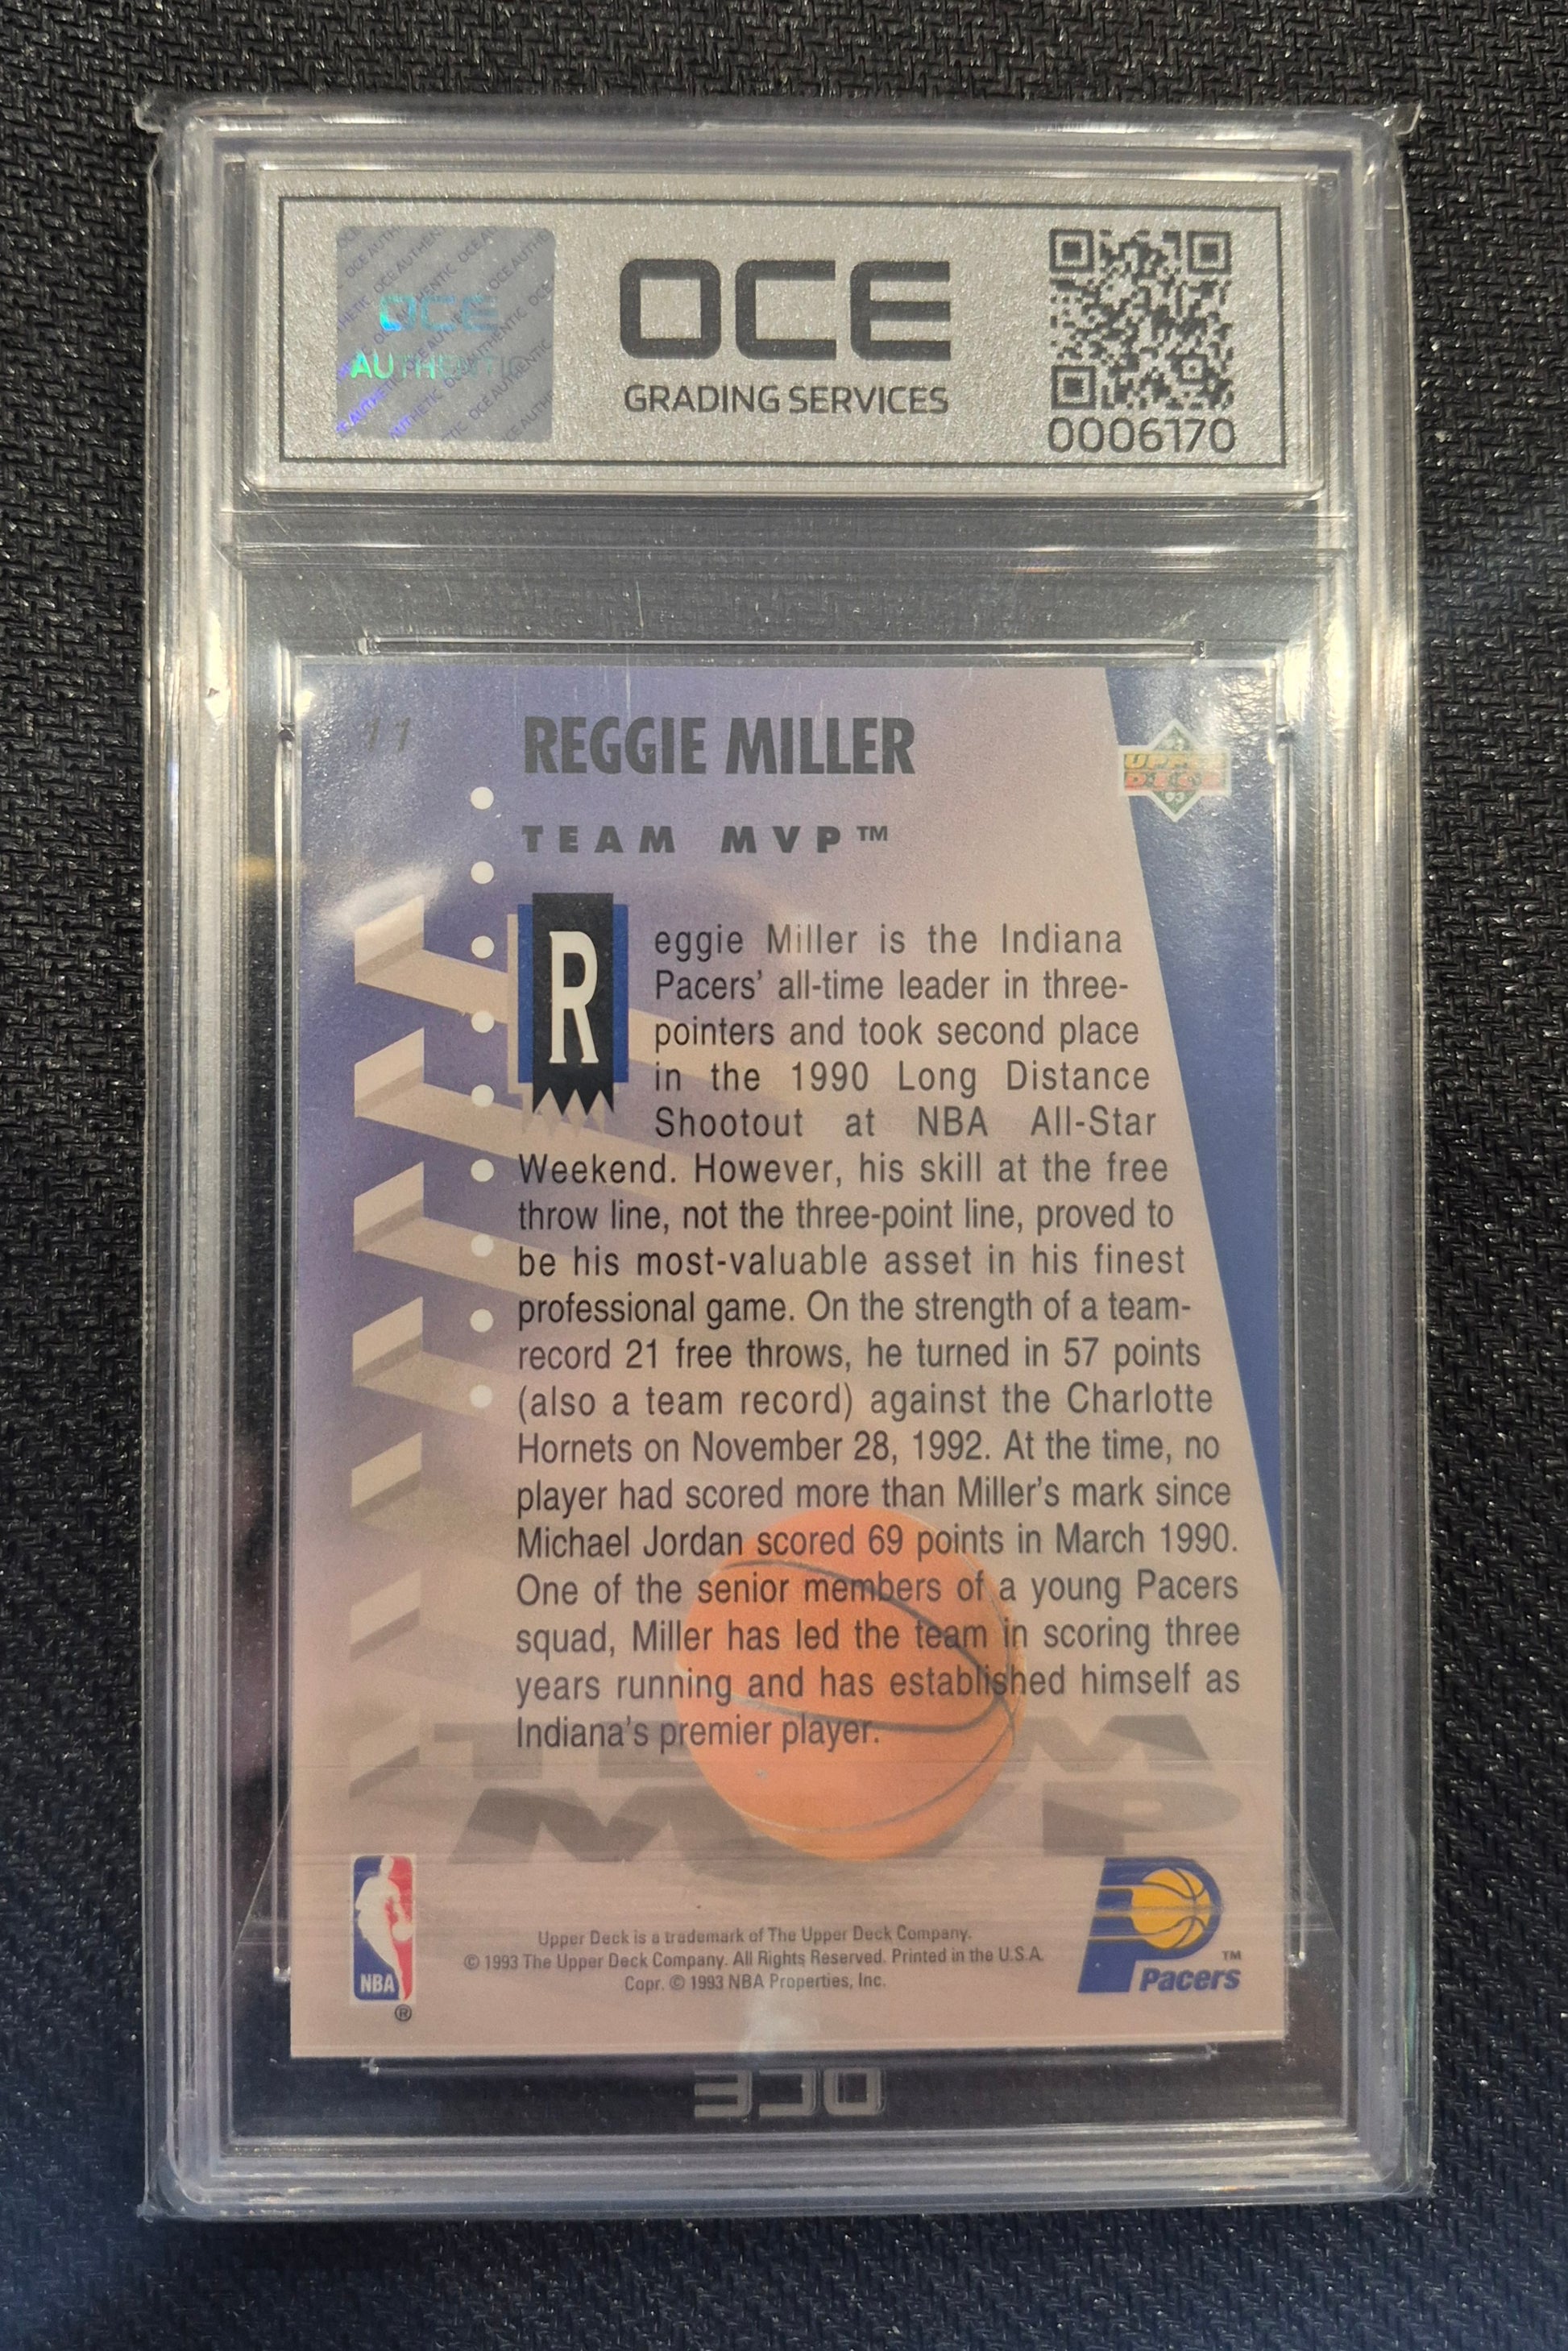 OCE
AUTHENTIC
OCE
GRADING SERVICES
0006170
11
REGGIE MILLER
TEAM MVP™
UPPER
DECK
93
Reggie Miller is the Indiana
Pacers' all-time leader in three-
pointers and took second place
in the 1990 Long Distance
Shootout at NBA All-Star
Weekend. However, his skill at the free
throw line, not the three-point line, proved to
be his most-valuable asset in his finest
professional game. On the strength of a team-
record 21 free throws, he turned in 57 points
(also a team record) against the Charlotte
Hornets on November 28, 1992. At the time, no
player had scored more than Miller's mark since
Michael Jordan scored 69 points in March 1990.
One of the senior members of a young Pacers
squad, Miller has led the team in scoring three
years running and has established himself as
Indiana's premier player.
TEAM
MVP
NBA
®
Upper Deck is a trademark of The Upper Deck Company.
© 1993 The Upper Deck Company. All Rights Reserved. Printed in the U.S.A.
Copr. © 1993 NBA Properties, Inc.
™
Pacers
OCE